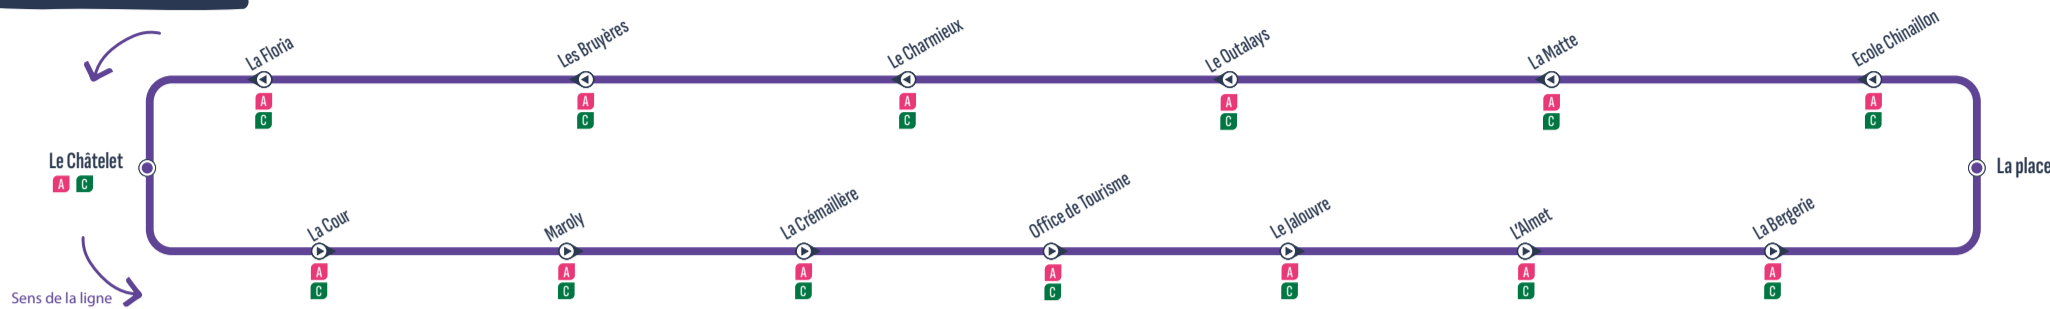 La Floria
Les Bruyères
Le Charmieux
Le Outalays
La Matte
Ecole Chinaillon
A
C
A
C
A
C
A
C
A
C
A
C
Le Châtelet
A C
La place
La Cour
Maroly
La Crémaillère
Office de Tourisme
Le Jalouvre
L'Almet
La Bergerie
A
C
A
C
A
C
A
C
A
C
A
C
A
C
Sens de la ligne